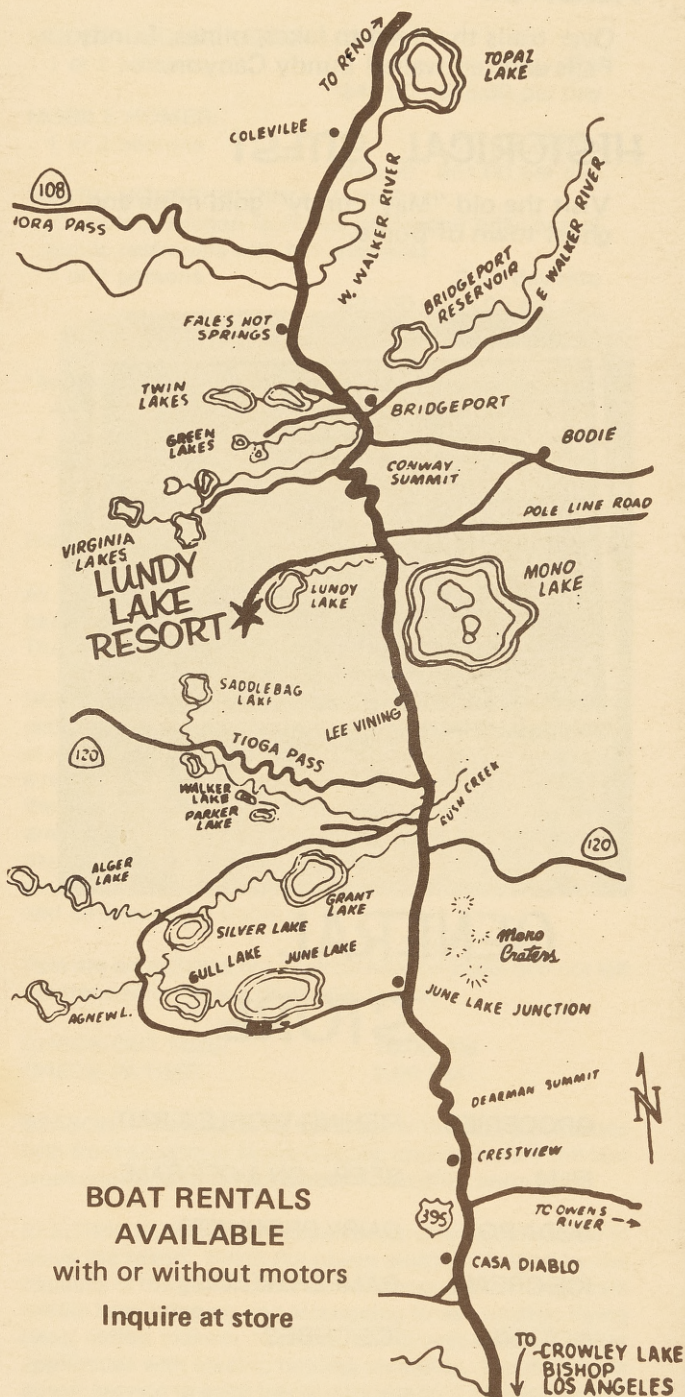 TO RENO
TOPAZ
LAKE
COLEVILLE
108
W. WALKER RIVER
E WALKER RIVER
IORA PASS
BRIDGEPORT
RESERVOIR
FALE'S HOT
SPRINGS
TWIN
LAKES
BRIDGEPORT
GREEN
LAKES
BODIE
CONWAY
SUMMIT
POLE LINE ROAD
VIRGINIA
LAKES
LUNDY
LAKE
RESORT
LUNDY
LAKE
MONO
LAKE
SADDLEBAG
LAKE
LEE VINING
120
TIOGA PASS
WALKER
LAKE
PARKER
LAKE
RUSH CREEK
120
ALGER
LAKE
GRANT
LAKE
SILVER LAKE
Mono
Craters
GULL LAKE
JUNE LAKE
AGNEW L.
JUNE LAKE JUNCTION
DEARMAN SUMMIT
N
CRESTVIEW
BOAT RENTALS
AVAILABLE
with or without motors
Inquire at store
395
TO OWENS
RIVER
CASA DIABLO
TO CROWLEY LAKE
BISHOP
LOS ANGELES